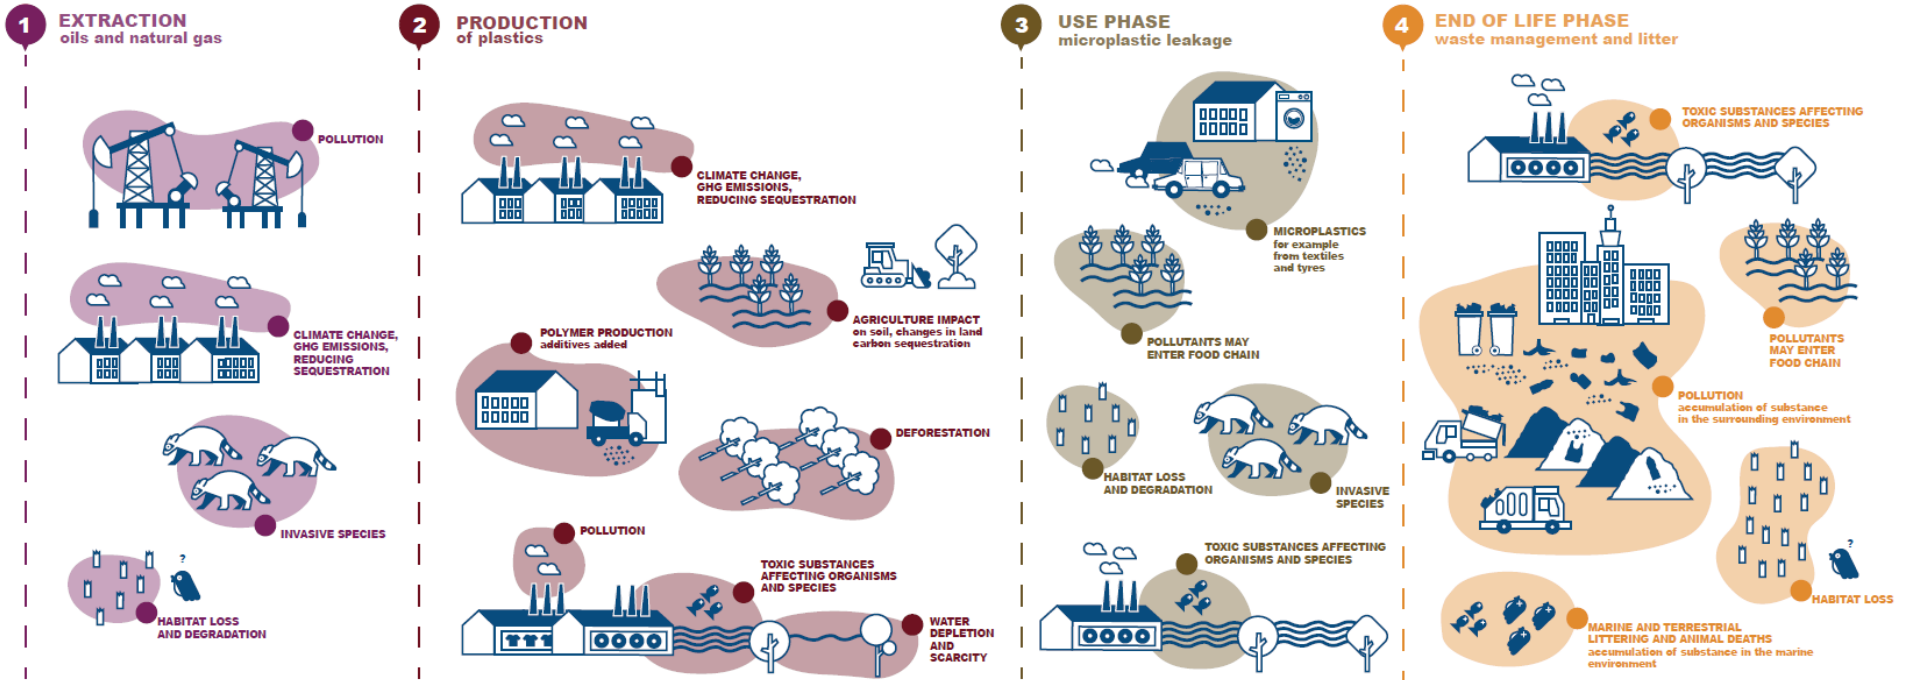 1
EXTRACTION
oils and natural gas
POLLUTION
CLIMATE CHANGE,
GHG EMISSIONS,
REDUCING
SEQUESTRATION
INVASIVE SPECIES
?
HABITAT LOSS
AND DEGRADATION
2
PRODUCTION
of plastics
CLIMATE CHANGE,
GHG EMISSIONS,
REDUCING SEQUESTRATION
AGRICULTURE IMPACT
on soil, changes in land
carbon sequestration
POLYMER PRODUCTION
additives added
DEFORESTATION
POLLUTION
TOXIC SUBSTANCES
AFFECTING ORGANISMS
AND SPECIES
WATER
DEPLETION
AND
SCARCITY
3
USE PHASE
microplastic leakage
MICROPLASTICS
for example
from textiles
and tyres
POLLUTANTS MAY
ENTER FOOD CHAIN
HABITAT LOSS
AND DEGRADATION
INVASIVE
SPECIES
TOXIC SUBSTANCES AFFECTING
ORGANISMS AND SPECIES
4
END OF LIFE PHASE
waste management and litter
TOXIC SUBSTANCES AFFECTING
ORGANISMS AND SPECIES
POLLUTANTS
MAY ENTER
FOOD CHAIN
POLLUTION
accumulation of substance
in the surrounding environment
?
HABITAT LOSS
MARINE AND TERRESTRIAL
LITTERING AND ANIMAL DEATHS
accumulation of substance in the marine
environment